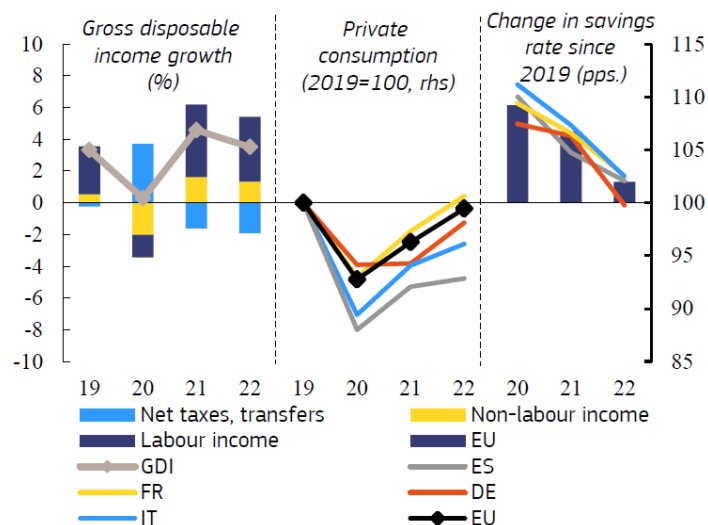 Gross disposable
income growth
(%)
Private
consumption
(2019=100, rhs)
Change in savings
rate since
2019 (pps.)
10
8
6
4
2
0
-2
-4
-6
-8
-10
115
110
105
100
95
90
85
19 20 21 22 19 20 21 22 20 21 22
Net taxes, transfers Non-labour income
Labour income EU
GDI ES
FR DE
IT EU